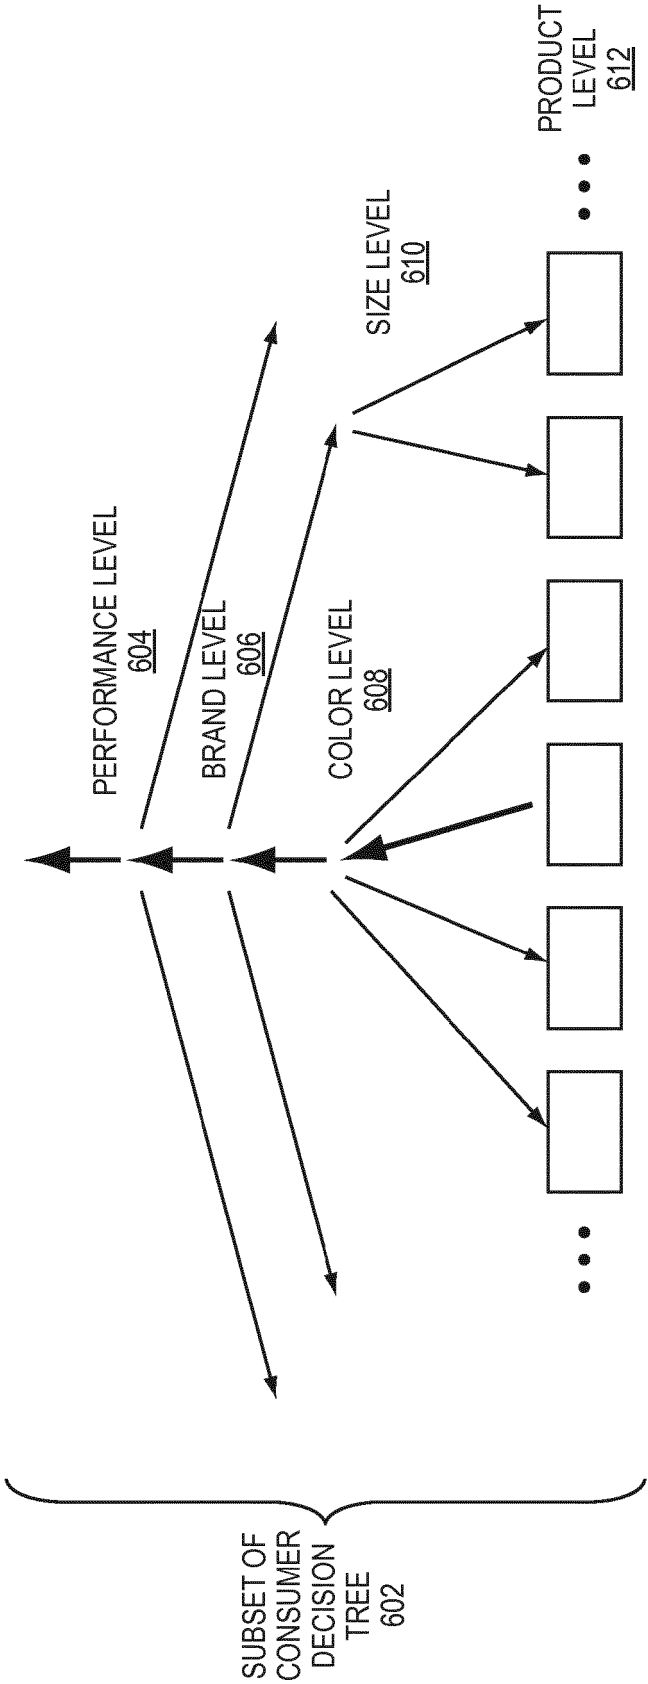 SUBSET OF
CONSUMER
DECISION
TREE
602
PERFORMANCE LEVEL
604
BRAND LEVEL
606
COLOR LEVEL
608
SIZE LEVEL
610
PRODUCT
LEVEL
612